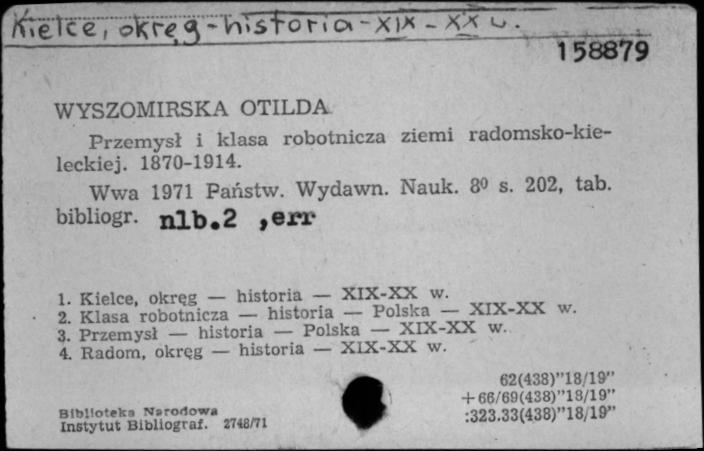 Kielce, okręg - historia - XIX - XX w.
158879
WYSZOMIRSKA OTILDA
Przemysł i klasa robotnicza ziemi radomsko-kie-
leckiej. 1870-1914.
Wwa 1971 Państw. Wydawn. Nauk. 8⁰ s. 202, tab.
bibliogr. nlb.2 ,err
1. Kielce, okręg — historia — XIX-XX w.
2. Klasa robotnicza — historia — Polska — XIX-XX w.
3. Przemysł — historia — Polska — XIX-XX w.
4. Radom, okręg — historia — XIX-XX w.
62(438)”18/19”
+66/69(438)”18/19”
:323.33(438)”18/19”
Biblioteka Narodowa
Instytut Bibliograf. 2748/71